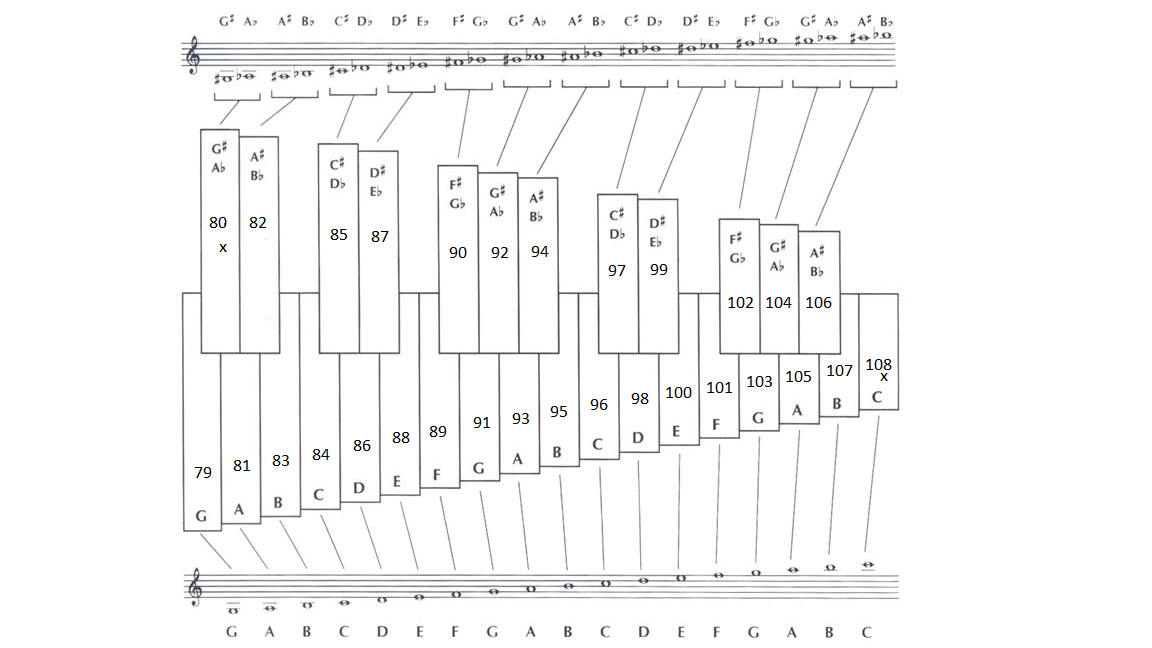 G♯ A♭ A♯ B♭ C♯ D♭ D♯ E♭ F♯ G♭ G♯ A♭ A♯ B♭ C♯ D♭ D♯ E♭ F♯ G♭ G♯ A♭ A♯ B♭
G♯
A♭
80
x
A♯
B♭
82
C♯
D♭
85
D♯
E♭
87
F♯
G♭
90
G♯
A♭
92
A♯
B♭
94
C♯
D♭
97
D♯
E♭
99
F♯
G♭
102
G♯
A♭
104
A♯
B♭
106
79
G
81
A
83
B
84
C
86
D
88
E
89
F
91
G
93
A
95
B
96
C
98
D
100
E
101
F
103
G
105
A
107
B
108
x
C
G A B C D E F G A B C D E F G A B C